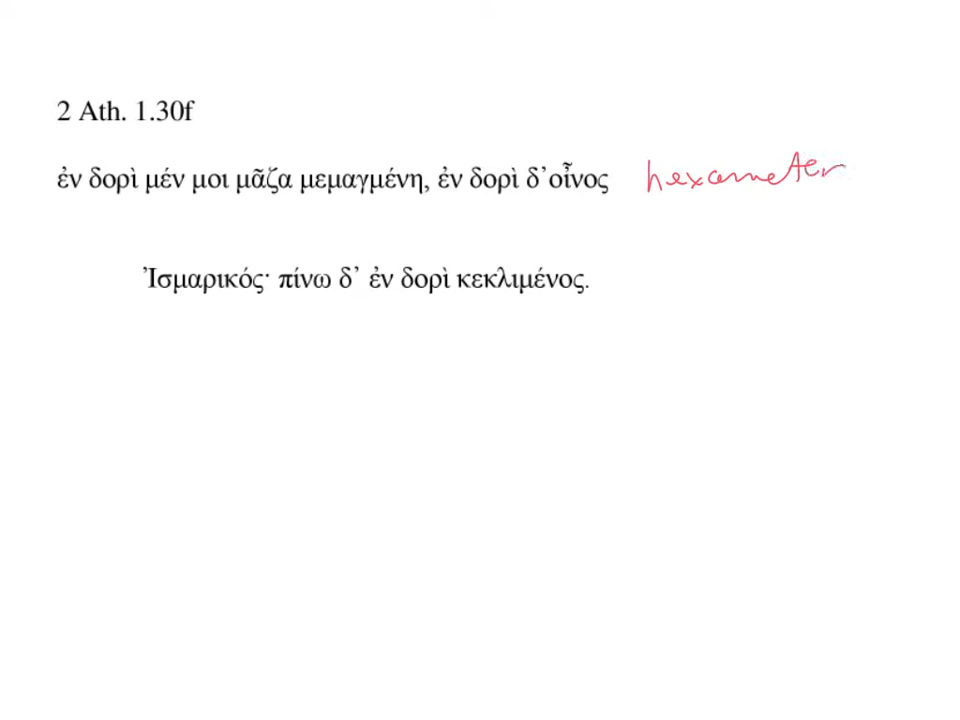 2 Ath. 1.30f
ἐν δορὶ μέν μοι μᾶζα μεμαγμένη, ἐν δορὶ δ᾽οἶνος hexameter
Ἰσμαρικός· πίνω δ᾽ ἐν δορὶ κεκλιμένος.